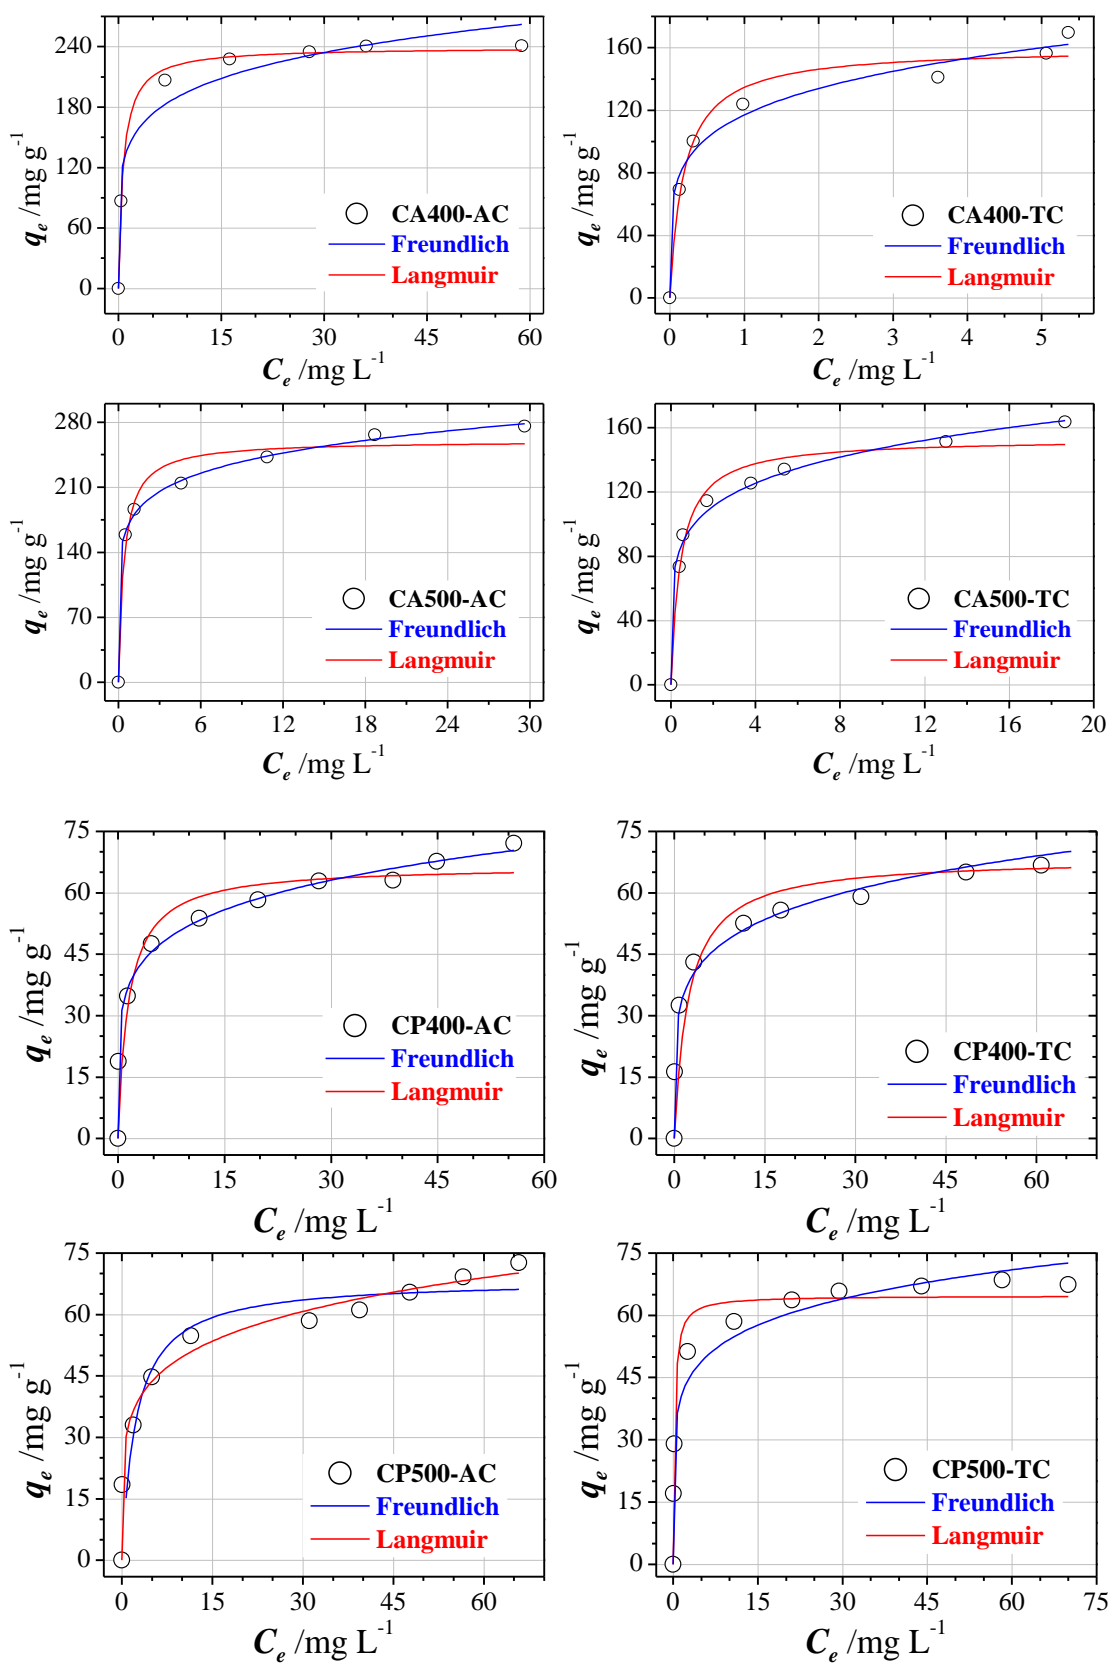 240
180
120
60
0
q_e /mg g^-1
CA400-AC
Freundlich
Langmuir
0 30 60
C_e /mg L^-1
160
120
80
40
0
q_e /mg g^-1
CA400-TC
Freundlich
Langmuir
0 1 2 3 4 5
C_e /mg L^-1
280
210
140
70
0
q_e /mg g^-1
CA500-AC
Freundlich
Langmuir
0 6 12 18 24 30
C_e /mg L^-1
160
120
80
40
0
q_e /mg g^-1
CA500-TC
Freundlich
Langmuir
0 4 8 12 16 20
C_e /mg L^-1
75
60
45
30
15
0
q_e /mg g^-1
CP400-AC
Freundlich
Langmuir
0 15 30 45 60
C_e /mg L^-1
75
60
45
30
15
0
q_e /mg g^-1
CP400-TC
Freundlich
Langmuir
0 15 30 45 60
C_e /mg L^-1
75
60
45
30
15
0
q_e /mg g^-1
CP500-AC
Freundlich
Langmuir
0 15 30 45 60
C_e /mg L^-1
75
60
45
30
15
0
q_e /mg g^-1
CP500-TC
Freundlich
Langmuir
0 15 30 45 60 75
C_e /mg L^-1